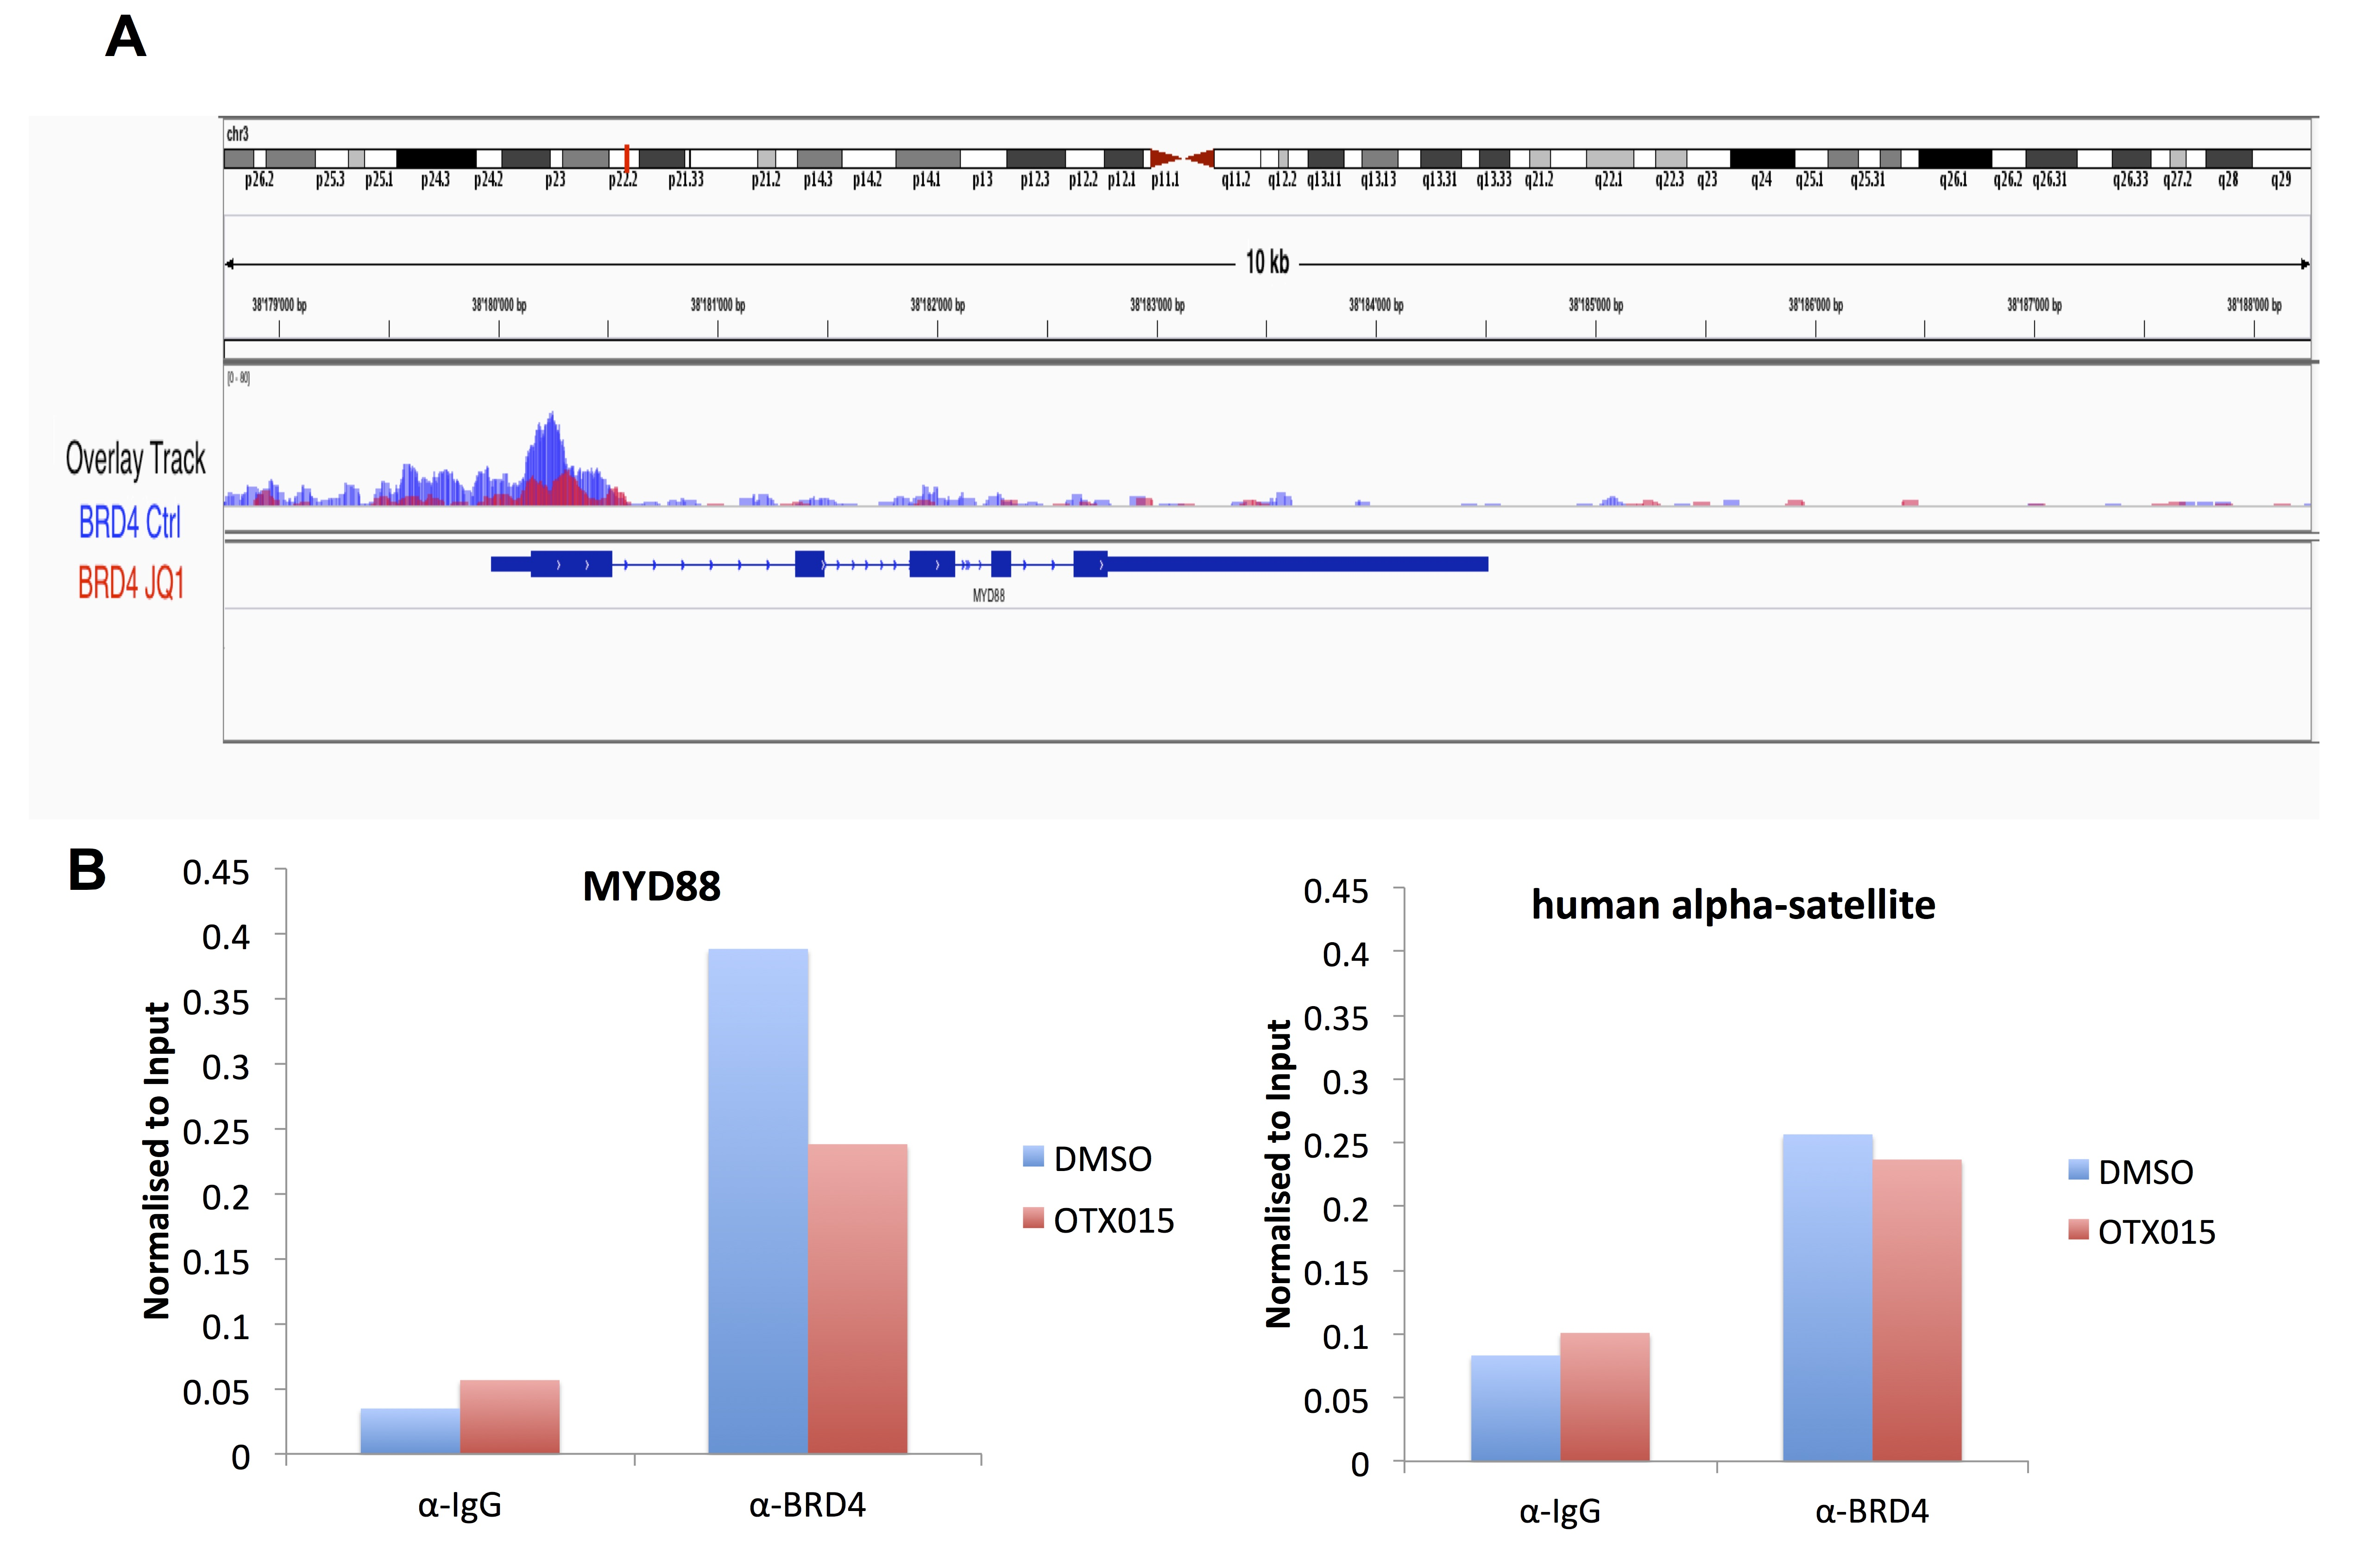 A
chr3
p26.2 p25.3 p25.1 p24.3 p24.2 p23 p22.2 p21.33 p21.2 p14.3 p14.2 p14.1 p13 p12.3 p12.2 p12.1 p11.1 q11.2 q12.2 q13.11 q13.13 q13.31 q13.33 q21.2 q22.1 q22.3 q23 q24 q25.1 q25.31 q26.1 q26.2 q26.31 q26.33 q27.2 q28 q29
10 kb
38'179'000 bp 38'180'000 bp 38'181'000 bp 38'182'000 bp 38'183'000 bp 38'184'000 bp 38'185'000 bp 38'186'000 bp 38'187'000 bp 38'188'000 bp
[0 - 80]
Overlay Track
BRD4 Ctrl
BRD4 JQ1
MYD88
B
MYD88
Normalised to Input
0.45
0.4
0.35
0.3
0.25
0.2
0.15
0.1
0.05
0
α-IgG α-BRD4
DMSO
OTX015
human alpha-satellite
Normalised to Input
0.45
0.4
0.35
0.3
0.25
0.2
0.15
0.1
0.05
0
α-IgG α-BRD4
DMSO
OTX015